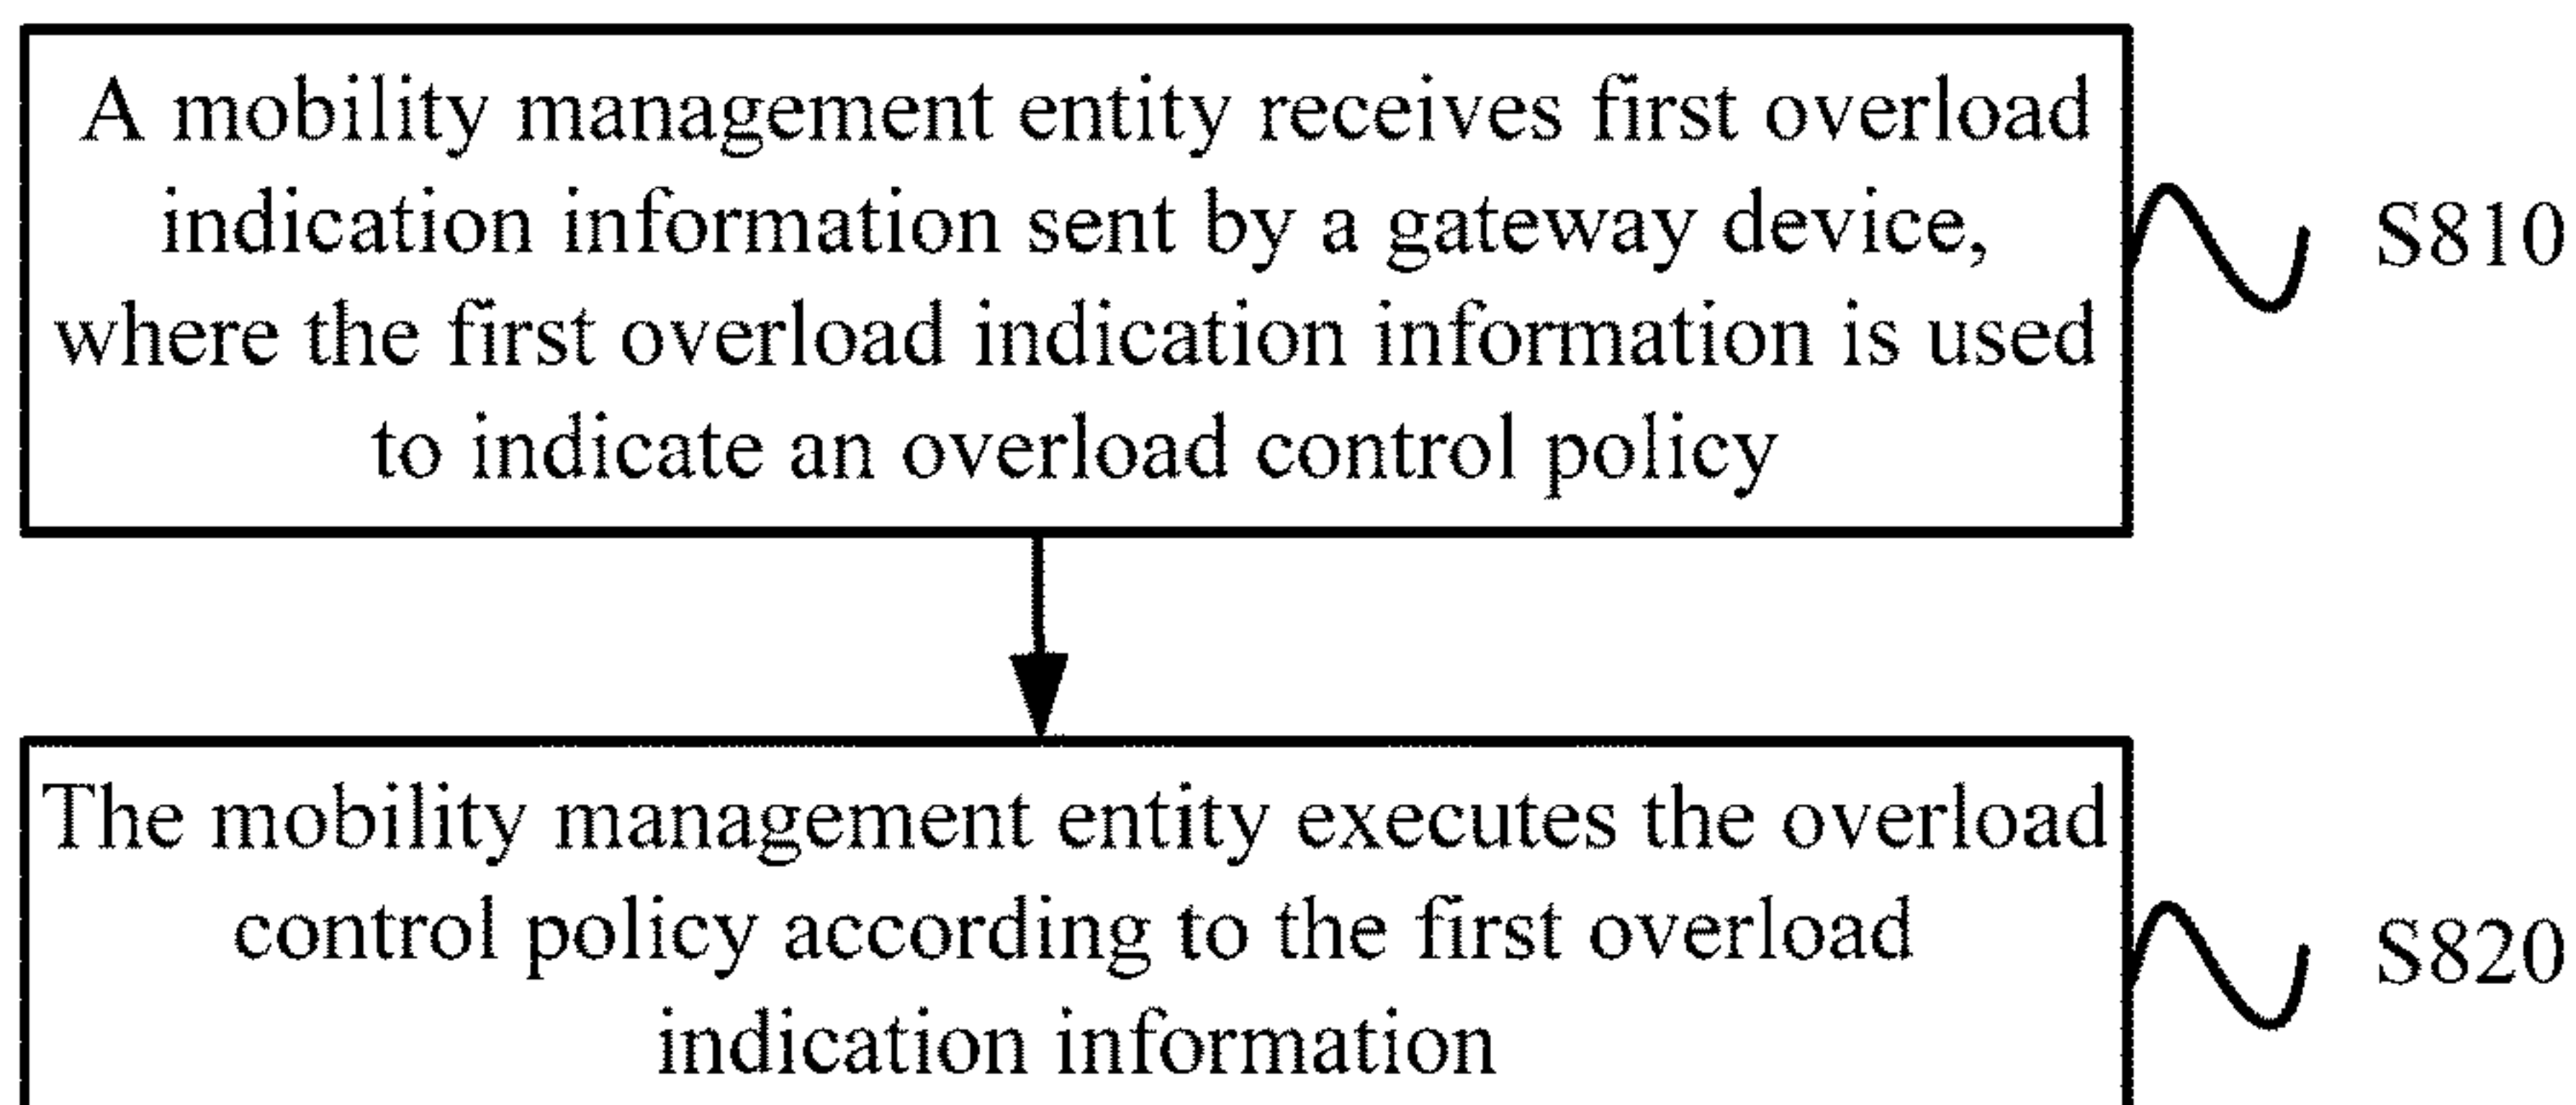 A mobility management entity receives first overload
indication information sent by a gateway device,
where the first overload indication information is used
to indicate an overload control policy
S810
The mobility management entity executes the overload
control policy according to the first overload
indication information
S820